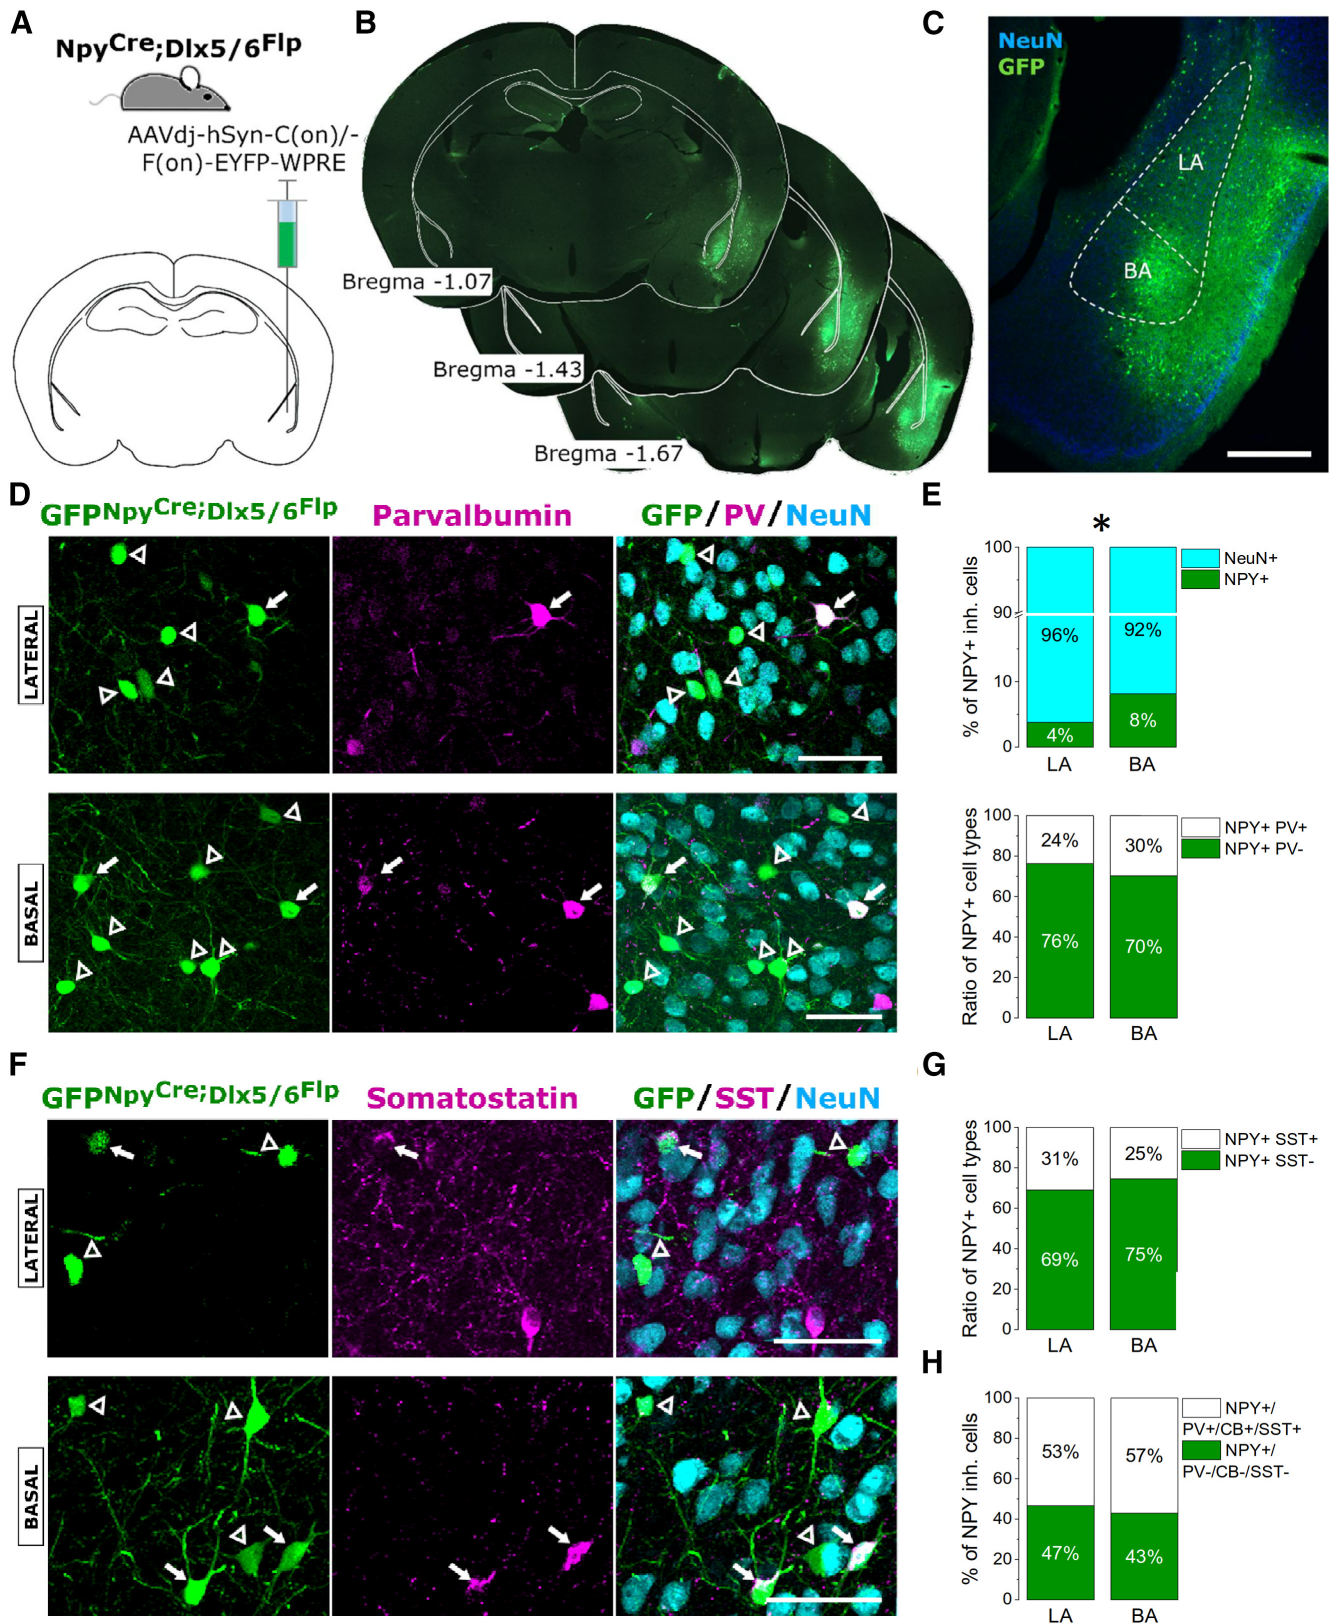 A
NpyCre;Dlx5/6Flp
AAVdj-hSyn-C(on)/-
F(on)-EYFP-WPRE
B
Bregma -1.07
Bregma -1.43
Bregma -1.67
C
NeuN
GFP
LA
BA
D
GFPNpyCre;Dlx5/6Flp
Parvalbumin
GFP/PV/NeuN
LATERAL
BASAL
E
*
% of NPY+ inh. cells
100
90
10
0
96%
92%
4%
8%
LA
BA
NeuN+
NPY+
Ratio of NPY+ cell types
100
80
60
40
20
0
24%
30%
76%
70%
LA
BA
NPY+ PV+
NPY+ PV-
F
GFPNpyCre;Dlx5/6Flp
Somatostatin
GFP/SST/NeuN
LATERAL
BASAL
G
Ratio of NPY+ cell types
100
80
60
40
20
0
31%
25%
69%
75%
LA
BA
NPY+ SST+
NPY+ SST-
H
% of NPY inh. cells
100
80
60
40
20
0
53%
57%
47%
43%
LA
BA
NPY+/
PV+/CB+/SST+
NPY+/
PV-/CB-/SST-